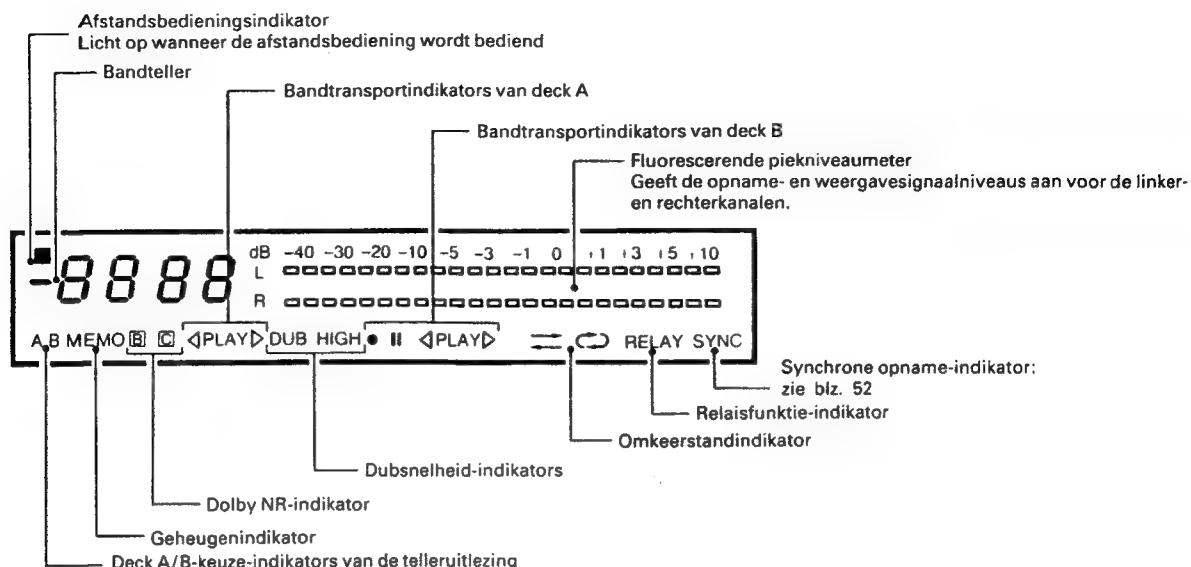 Afstandsbedieningsindikator
Licht op wanneer de afstandsbediening wordt bediend
Bandteller
Bandtransportindikators van deck A
Bandtransportindikators van deck B
Fluorescerende piekniveaumeter
Geeft de opname- en weergavesignaalniveaus aan voor de linker-
en rechterkanalen.
dB -40 -30 -20 -10 -5 -3 -1 0 +1 +3 +5 +10
8888
L
R
A B MEMO B C ◁PLAY▷ DUB HIGH ● II ◁PLAY▷ RELAY SYNC
Synchrone opname-indikator:
zie blz. 52
Relaisfunktie-indikator
Omkeerstandindikator
Dubsnelheid-indikators
Dolby NR-indikator
Geheugenindikator
Deck A/B-keuze-indikators van de telleruitlezing